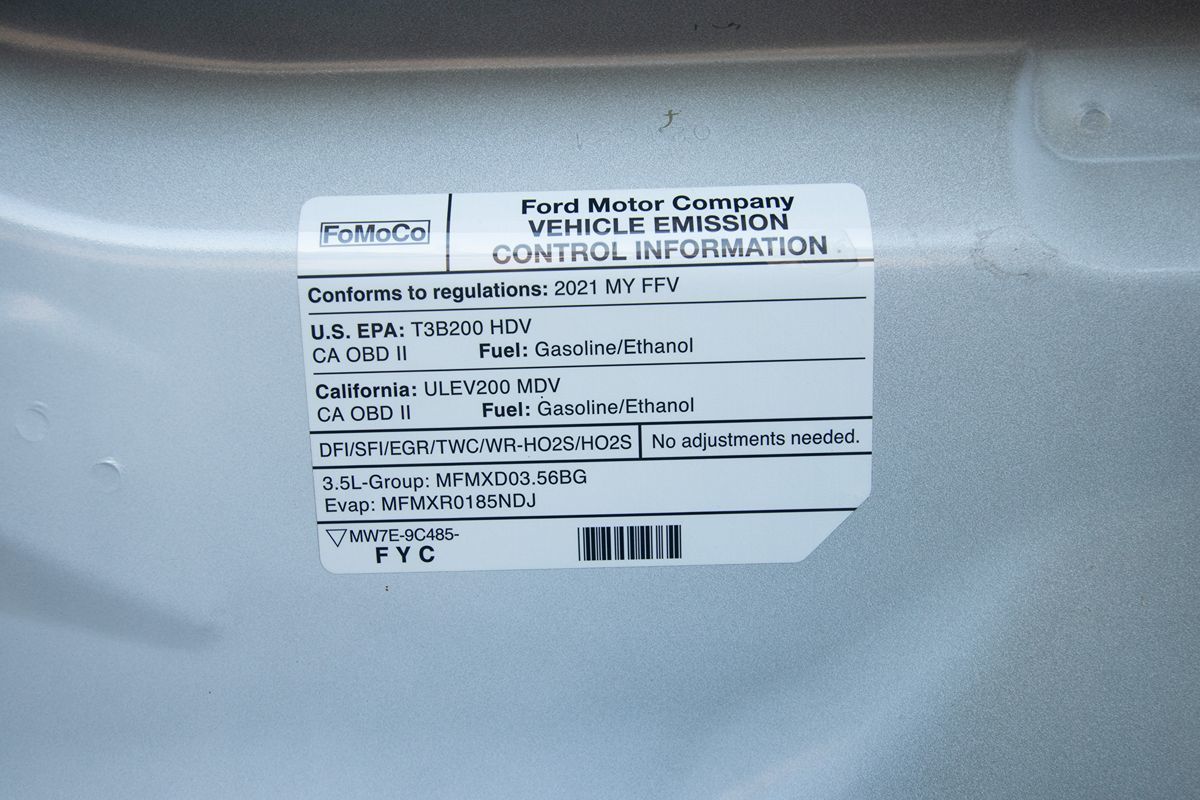 FoMoCo
Ford Motor Company
VEHICLE EMISSION
CONTROL INFORMATION
Conforms to regulations: 2021 MY FFV
U.S. EPA: T3B200 HDV
CA OBD II Fuel: Gasoline/Ethanol
California: ULEV200 MDV
CA OBD II Fuel: Gasoline/Ethanol
DFI/SFI/EGR/TWC/WR-HO2S/HO2S No adjustments needed.
3.5L-Group: MFMXD03.56BG
Evap: MFMXR0185NDJ
MW7E-9C485-
F Y C